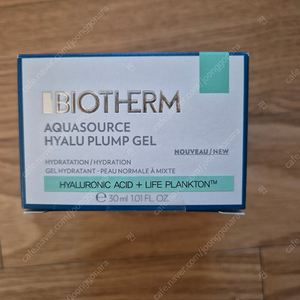 BIOTHERM
AQUASOURCE
HYALU PLUMP GEL
NOUVEAU/NEW
HYDRATATION/HYDRATION
GEL HYDRATANT - PEAU NORMALE À MIXTE
HYALURONIC ACID + LIFE PLANKTON™
℮ 30 ml 1.01 FL. OZ.